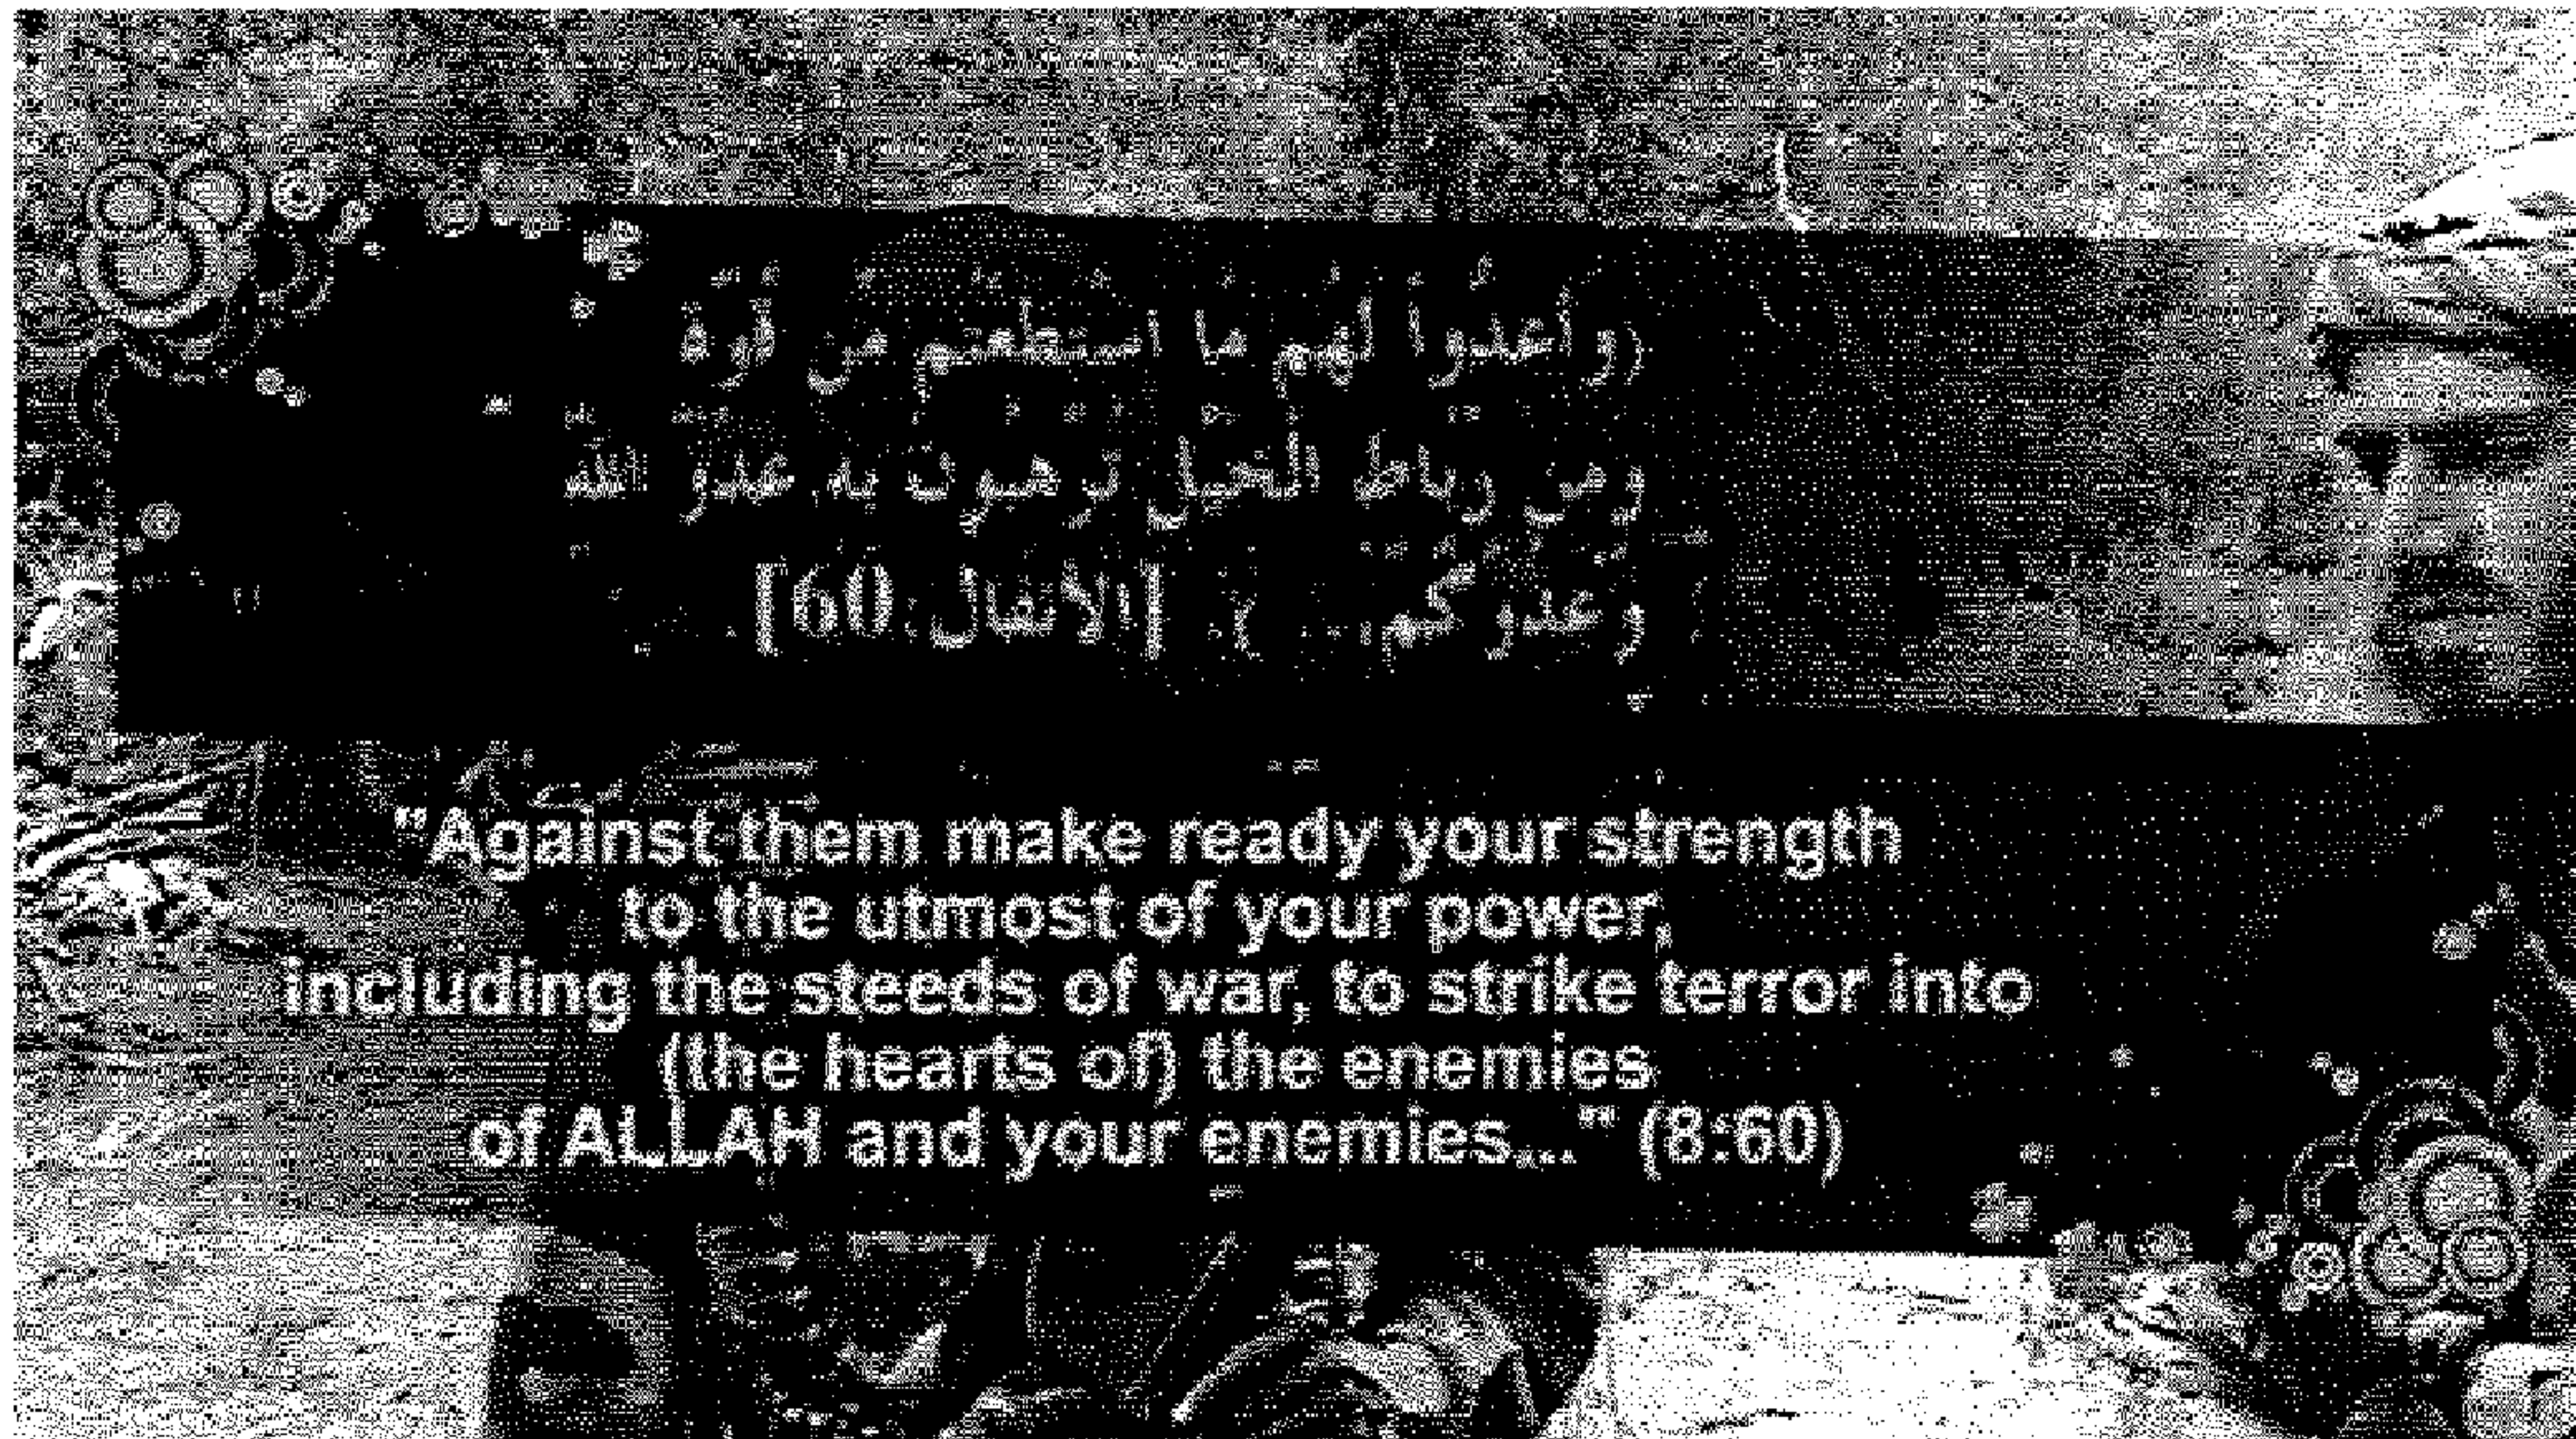 (وأعدوا لهم ما استطعتم من قوة
ومن رباط الخيل ترهبون به عدو الله
وعدوكم...). [الأنفال:60]
"Against them make ready your strength
to the utmost of your power,
including the steeds of war, to strike terror into
(the hearts of) the enemies
of ALLAH and your enemies..." (8:60)